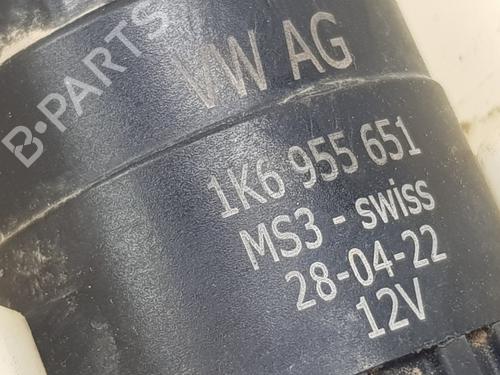 B-PARTS
VW AG
1K6 955 651
MS3 - swiss
28-04-22
12V